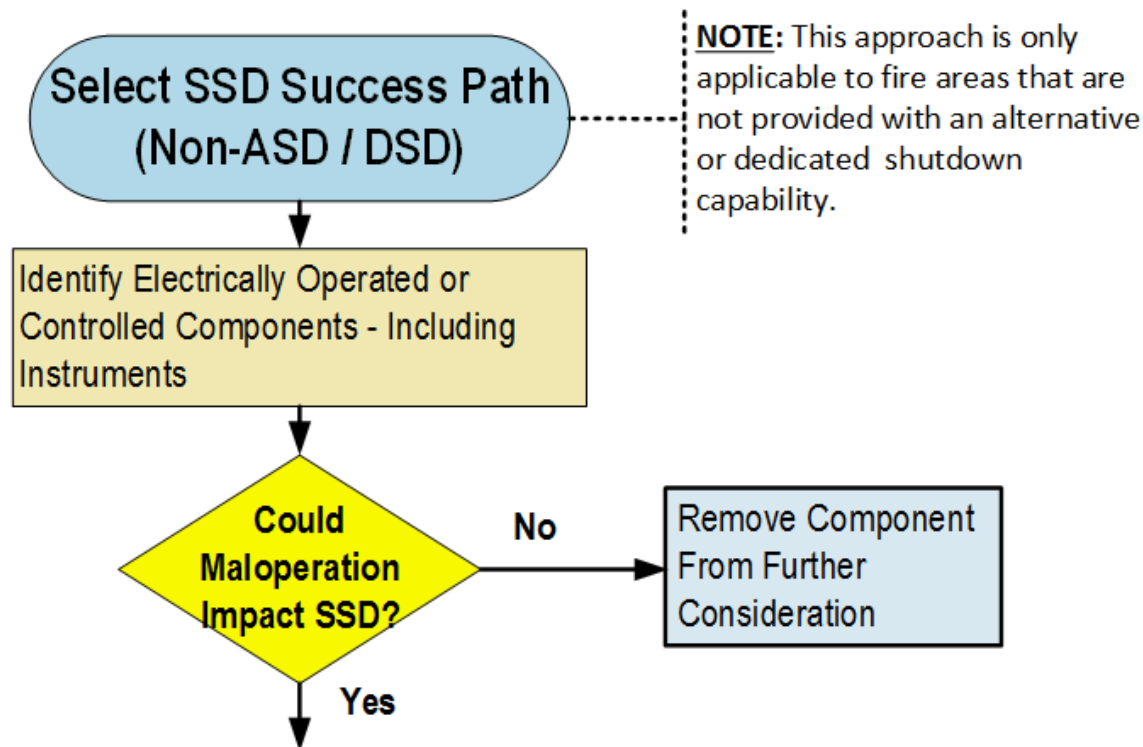 Select SSD Success Path
(Non-ASD / DSD)
NOTE: This approach is only
applicable to fire areas that are
not provided with an alternative
or dedicated shutdown
capability.
Identify Electrically Operated or
Controlled Components - Including
Instruments
Could
Maloperation
Impact SSD?
No
Remove Component
From Further
Consideration
Yes